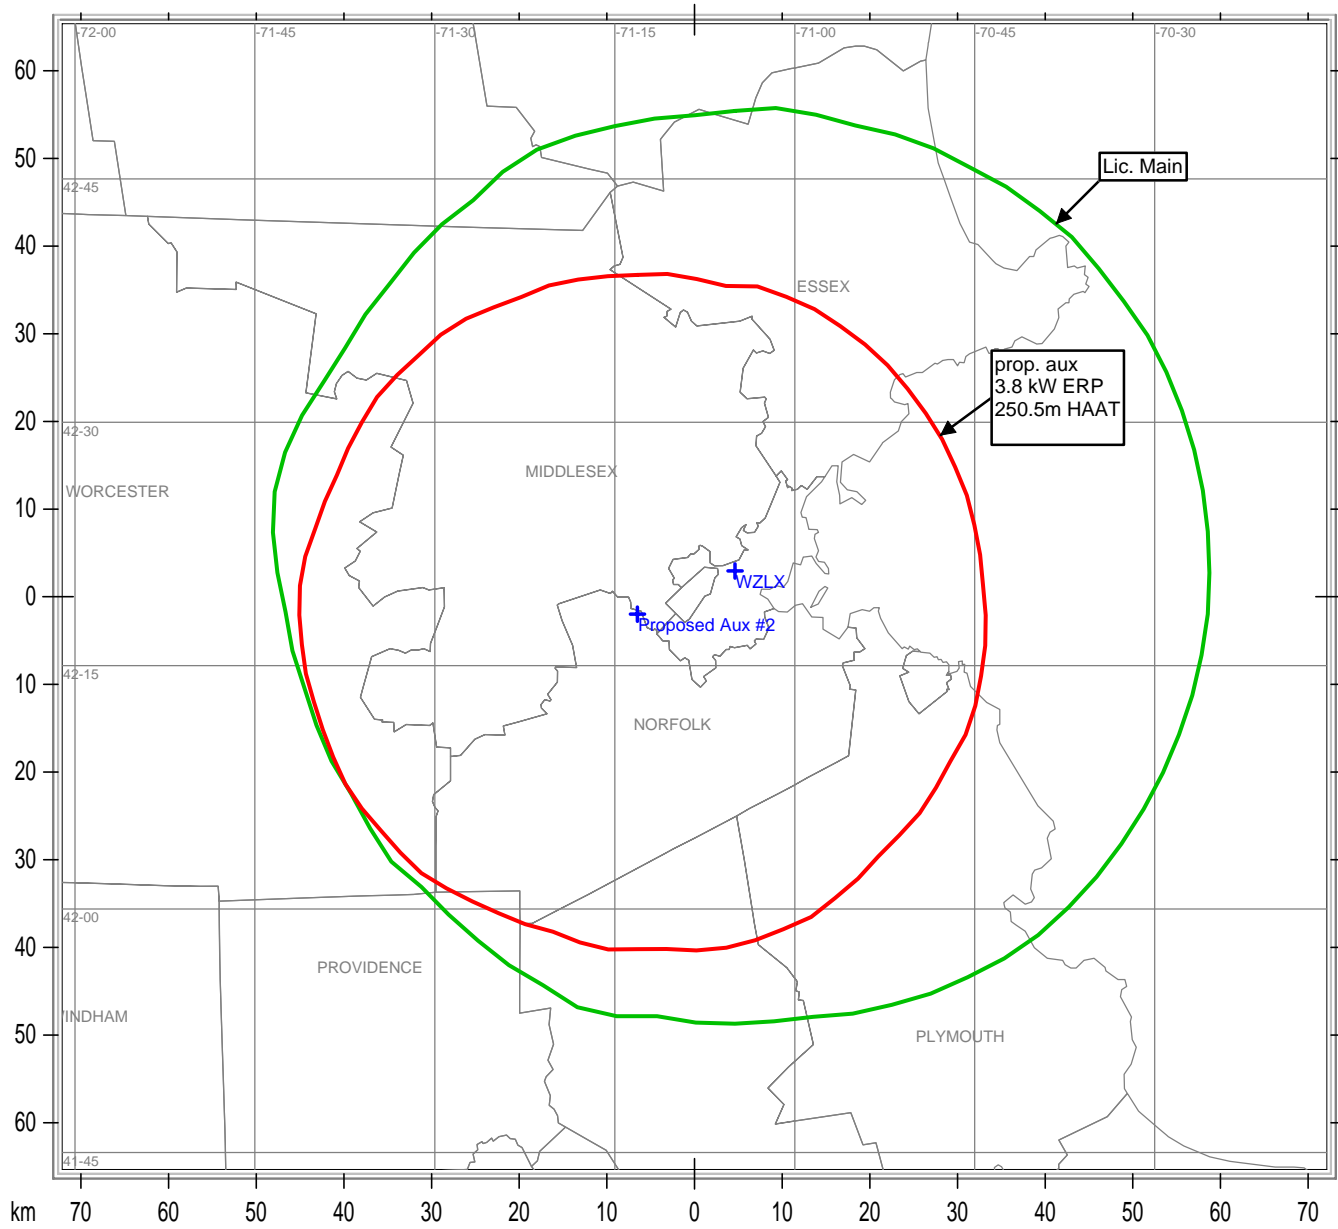 -72-00
-71-45
-71-30
-71-15
-71-00
-70-45
-70-30
60
50
Lic. Main
42-45
40
ESSEX
30
prop. aux
3.8 kW ERP
250.5m HAAT
20
42-30
MIDDLESEX
WORCESTER
10
WZLX
0
Proposed Aux #2
42-15
10
NORFOLK
20
30
42-00
40
PROVIDENCE
VINDHAM
50
PLYMOUTH
60
41-45
km
70
60
50
40
30
20
10
0
10
20
30
40
50
60
70